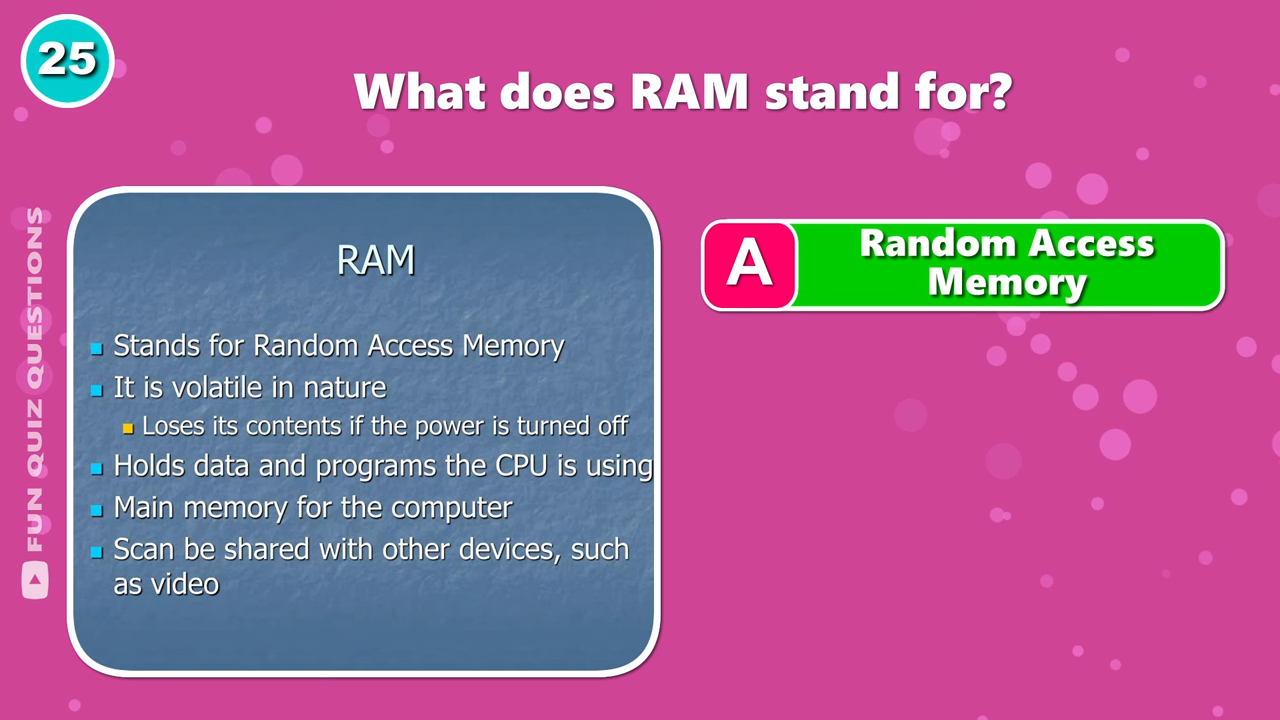 25
What does RAM stand for?
FUN QUIZ QUESTIONS
RAM
Stands for Random Access Memory
It is volatile in nature
Loses its contents if the power is turned off
Holds data and programs the CPU is using
Main memory for the computer
Scan be shared with other devices, such
as video
A
Random Access
Memory